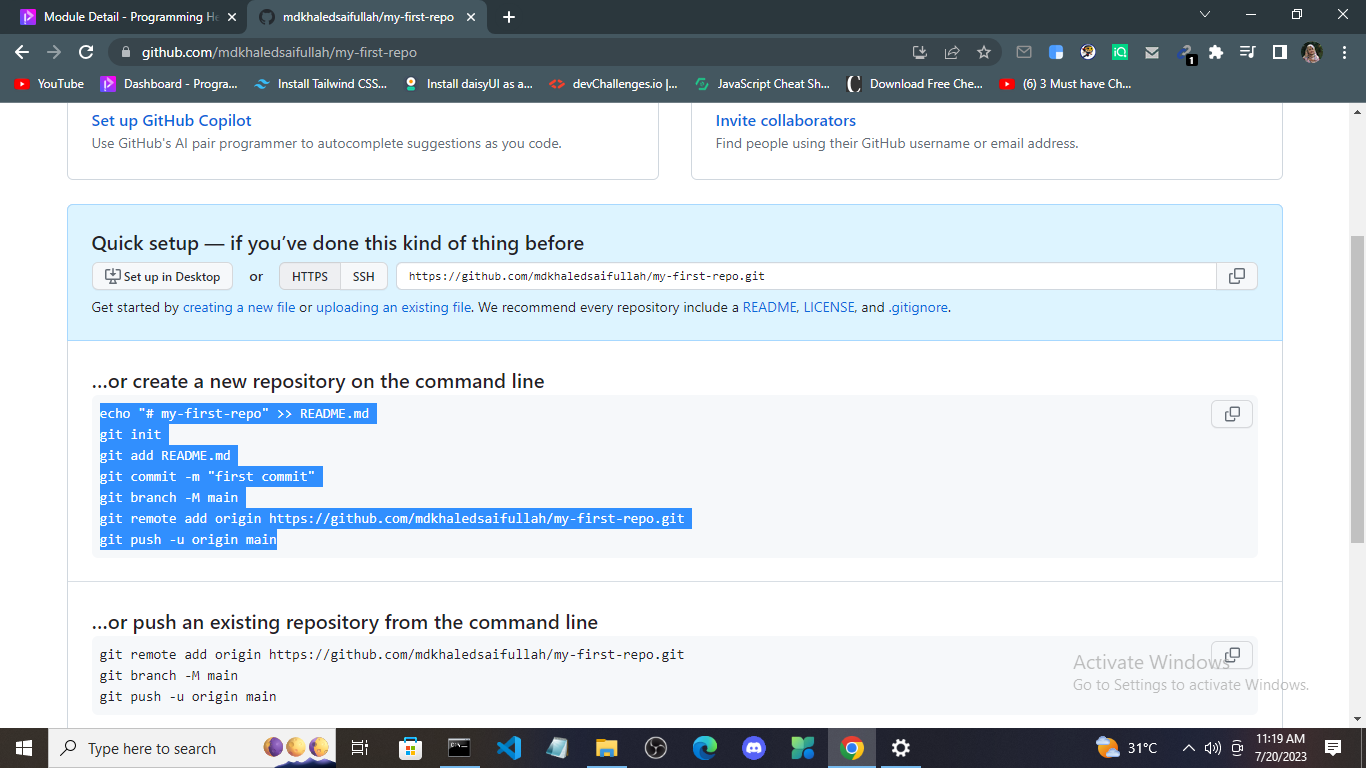 Module Detail - Programming He
mdkhaledsaifullah/my-first-repo
github.com/mdkhaledsaifullah/my-first-repo
1
YouTube
Dashboard - Progra...
Install Tailwind CSS...
Install daisyUI as a...
devChallenges.io |...
JavaScript Cheat Sh...
Download Free Che...
(6) 3 Must have Ch...
Set up GitHub Copilot
Use GitHub's AI pair programmer to autocomplete suggestions as you code.
Invite collaborators
Find people using their GitHub username or email address.
Quick setup — if you’ve done this kind of thing before
Set up in Desktop or HTTPS SSH https://github.com/mdkhaledsaifullah/my-first-repo.git
Get started by creating a new file or uploading an existing file. We recommend every repository include a README, LICENSE, and .gitignore.
…or create a new repository on the command line
echo "# my-first-repo" >> README.md
git init
git add README.md
git commit -m "first commit"
git branch -M main
git remote add origin https://github.com/mdkhaledsaifullah/my-first-repo.git
git push -u origin main
…or push an existing repository from the command line
git remote add origin https://github.com/mdkhaledsaifullah/my-first-repo.git
git branch -M main
git push -u origin main
Activate Windows
Go to Settings to activate Windows.
Type here to search
31°C
11:19 AM
7/20/2023